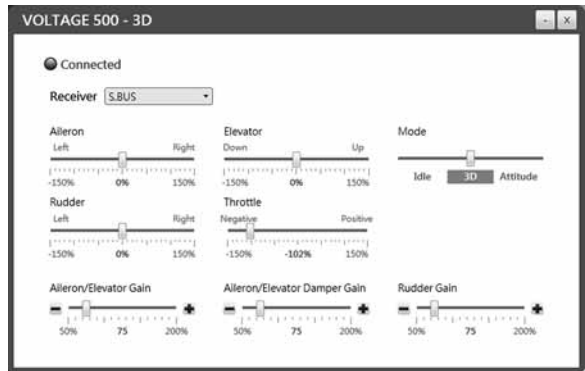 VOLTAGE 500 - 3D
Connected
Receiver S.BUS
Aileron
Left Right
-150% 0% 150%
Elevator
Down Up
-150% 0% 150%
Mode
Idle 3D Attitude
Rudder
Left Right
-150% 0% 150%
Throttle
Negative Positive
-150% -102% 150%
Aileron/Elevator Gain
50% 75 200%
Aileron/Elevator Damper Gain
50% 75 200%
Rudder Gain
50% 75 200%